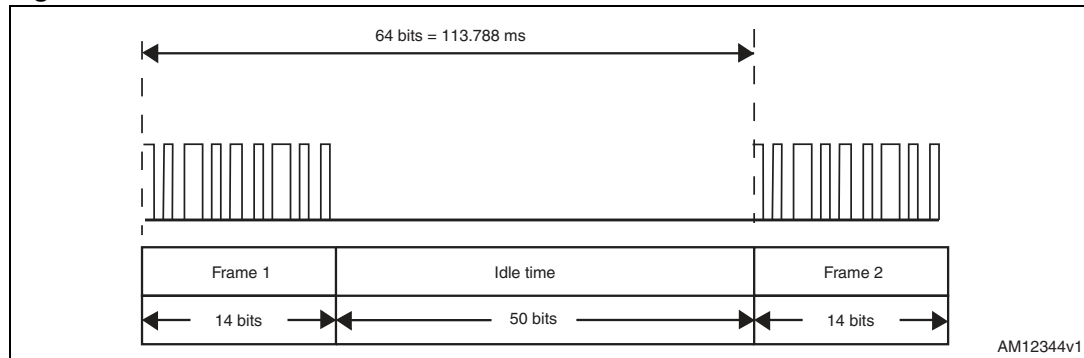 64 bits = 113.788 ms
Frame 1
Idle time
Frame 2
14 bits
50 bits
14 bits
AM12344v1